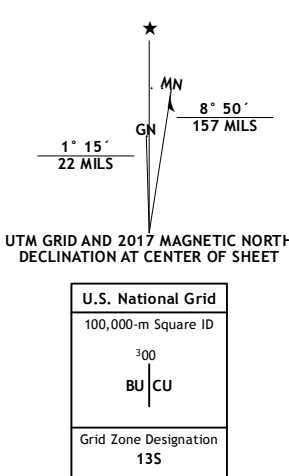 ★
MN
GN
8° 50´
157 MILS
1° 15´
22 MILS
UTM GRID AND 2017 MAGNETIC NORTH
DECLINATION AT CENTER OF SHEET
U.S. National Grid
100,000-m Square ID
³00
BU CU
Grid Zone Designation
13S